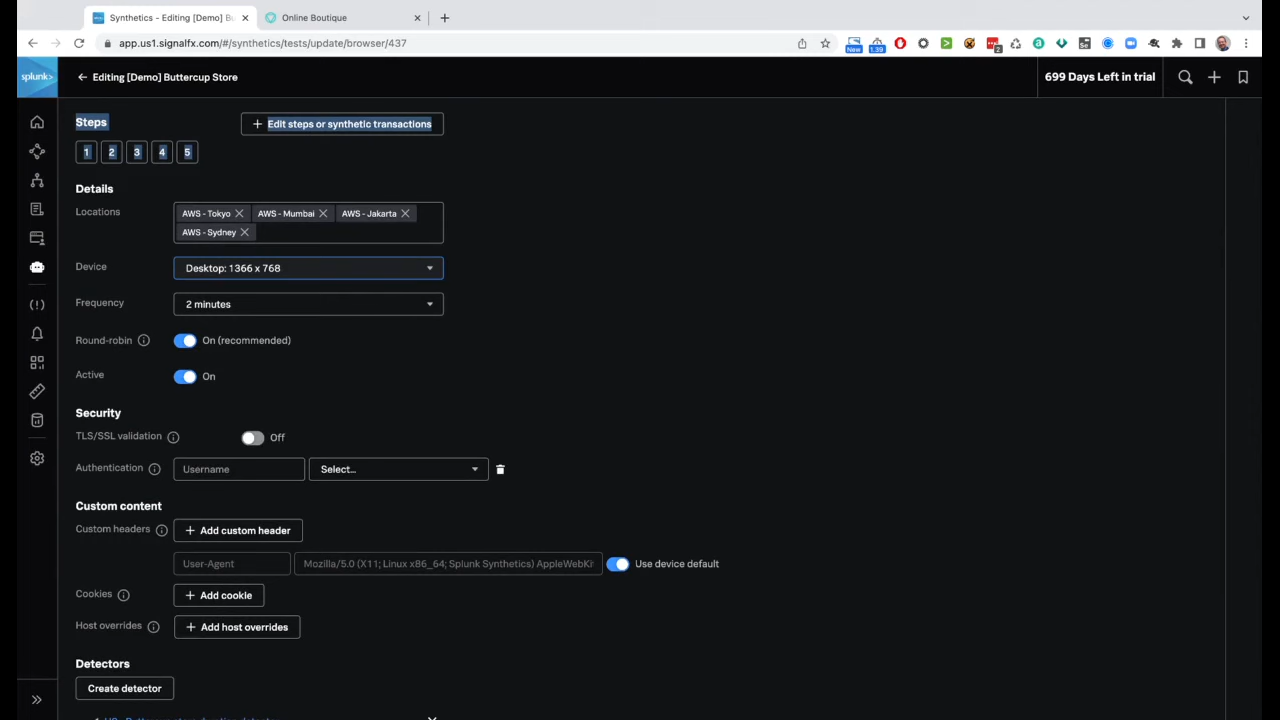 Synthetics - Editing [Demo] Bu
Online Boutique
app.us1.signalfx.com/#/synthetics/tests/update/browser/437
New
1.39
2
splunk>
Editing [Demo] Buttercup Store
699 Days Left in trial
Steps
Edit steps or synthetic transactions
1 2 3 4 5
Details
Locations
AWS - Tokyo
AWS - Mumbai
AWS - Jakarta
AWS - Sydney
Device
Desktop: 1366 x 768
Frequency
2 minutes
Round-robin
On (recommended)
Active
On
Security
TLS/SSL validation
Off
Authentication
Username
Select...
Custom content
Custom headers
Add custom header
User-Agent
Mozilla/5.0 (X11; Linux x86_64; Splunk Synthetics) AppleWebKi
Use device default
Cookies
Add cookie
Host overrides
Add host overrides
Detectors
Create detector